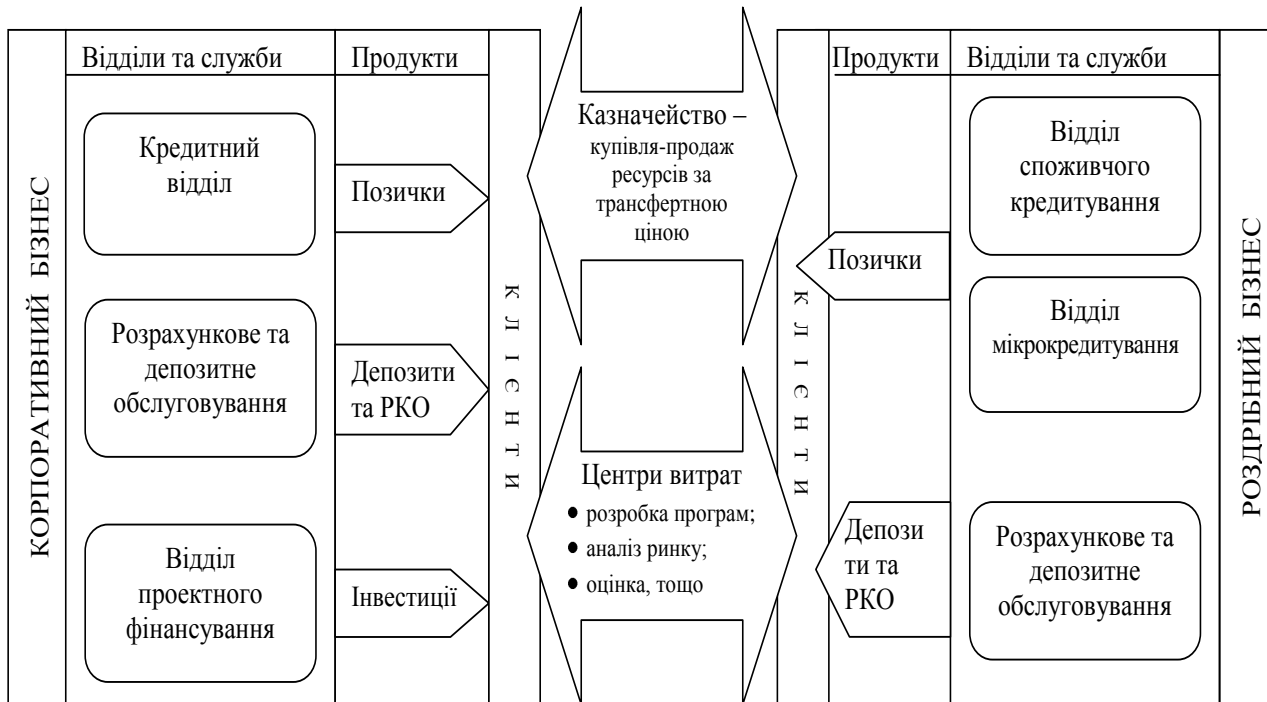 КОРПОРАТИВНИЙ БІЗНЕС
Відділи та служби
Кредитний
відділ
Розрахункове та
депозитне
обслуговування
Відділ
проектного
фінансування
Продукти
Позички
Депозити
та РКО
Інвестиції
КЛІЄНТИ
Казначейство –
купівля-продаж
ресурсів за
трансфертною
ціною
Центри витрат
• розробка програм;
• аналіз ринку;
• оцінка, тощо
КЛІЄНТИ
Продукти
Позички
Депози
ти та
РКО
Відділи та служби
Відділ
споживчого
кредитування
Відділ
мікрокредитування
Розрахункове та
депозитне
обслуговування
РОЗДРІБНИЙ БІЗНЕС